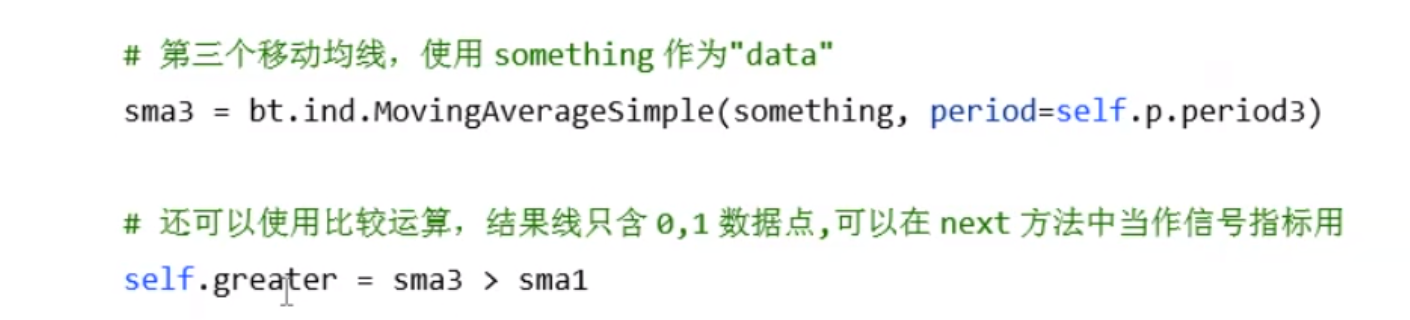 # 第三个移动均线，使用 something 作为"data"
sma3 = bt.ind.MovingAverageSimple(something, period=self.p.period3)
# 还可以使用比较运算，结果线只含 0,1 数据点,可以在 next 方法中当作信号指标用
self.greater = sma3 > sma1